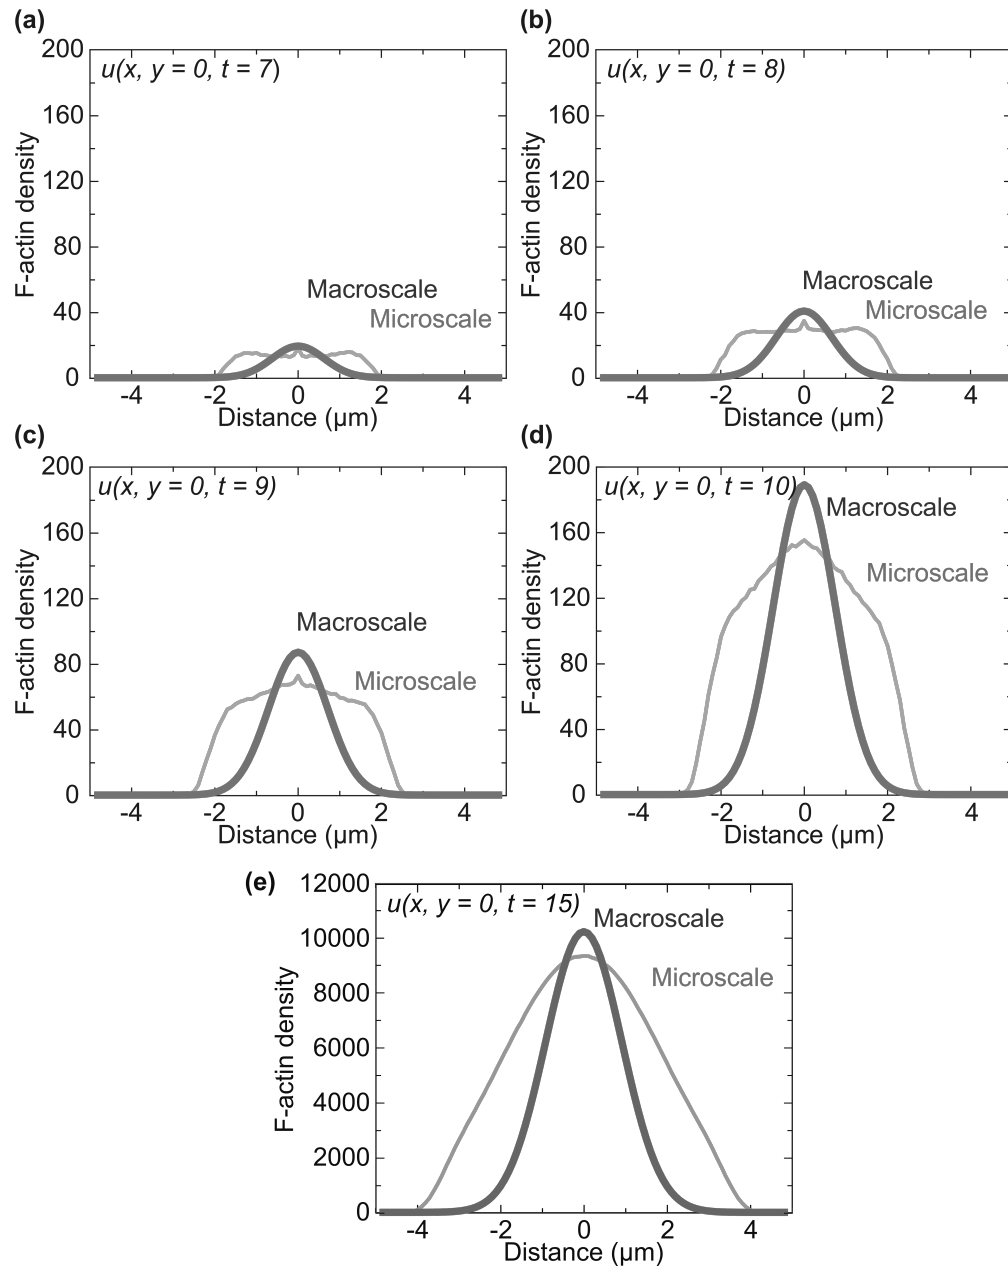 (a)
u(x, y = 0, t = 7)
200
160
120
80
40
0
F-actin density
Macroscale
Microscale
-4 -2 0 2 4
Distance (µm)
(b)
u(x, y = 0, t = 8)
200
160
120
80
40
0
F-actin density
Macroscale
Microscale
-4 -2 0 2 4
Distance (µm)
(c)
u(x, y = 0, t = 9)
200
160
120
80
40
0
F-actin density
Macroscale
Microscale
-4 -2 0 2 4
Distance (µm)
(d)
u(x, y = 0, t = 10)
200
160
120
80
40
0
F-actin density
Macroscale
Microscale
-4 -2 0 2 4
Distance (µm)
(e)
u(x, y = 0, t = 15)
12000
10000
8000
6000
4000
2000
0
F-actin density
Macroscale
Microscale
-4 -2 0 2 4
Distance (µm)